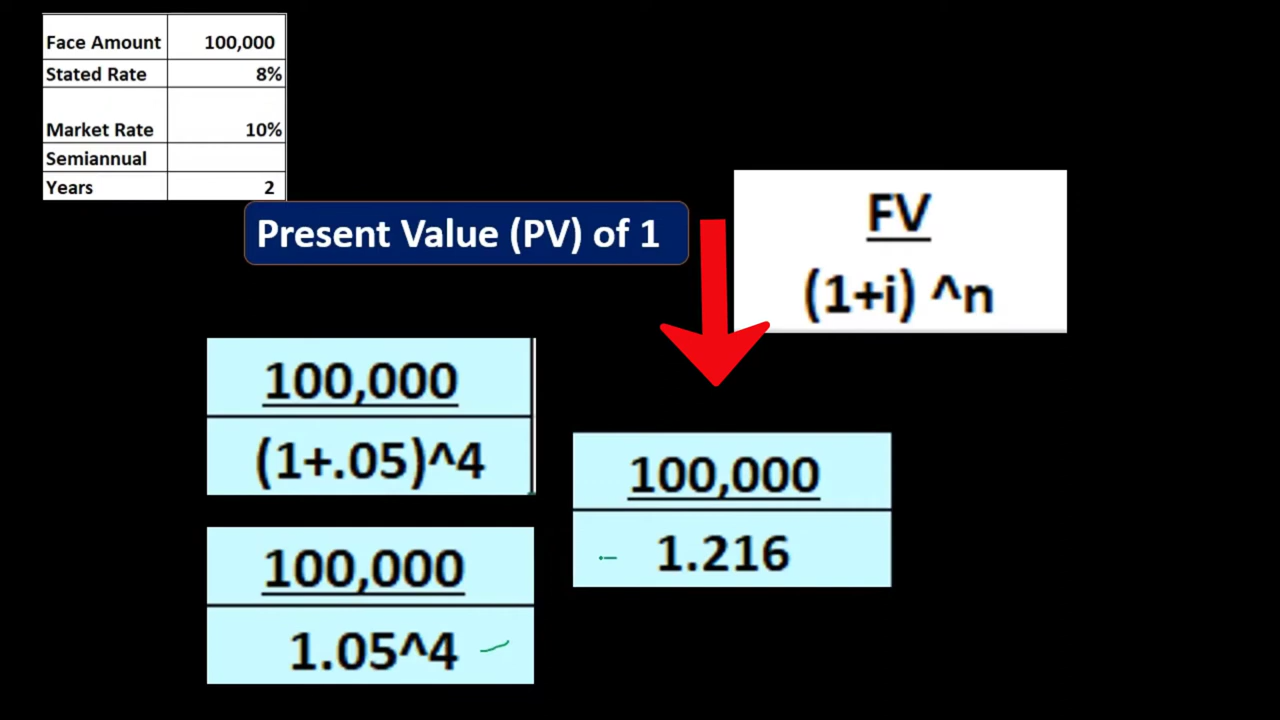 Face Amount 100,000
Stated Rate 8%
Market Rate 10%
Semiannual
Years 2
Present Value (PV) of 1
FV
(1+i) ^n
100,000
(1+.05)^4
100,000
1.216
100,000
1.05^4